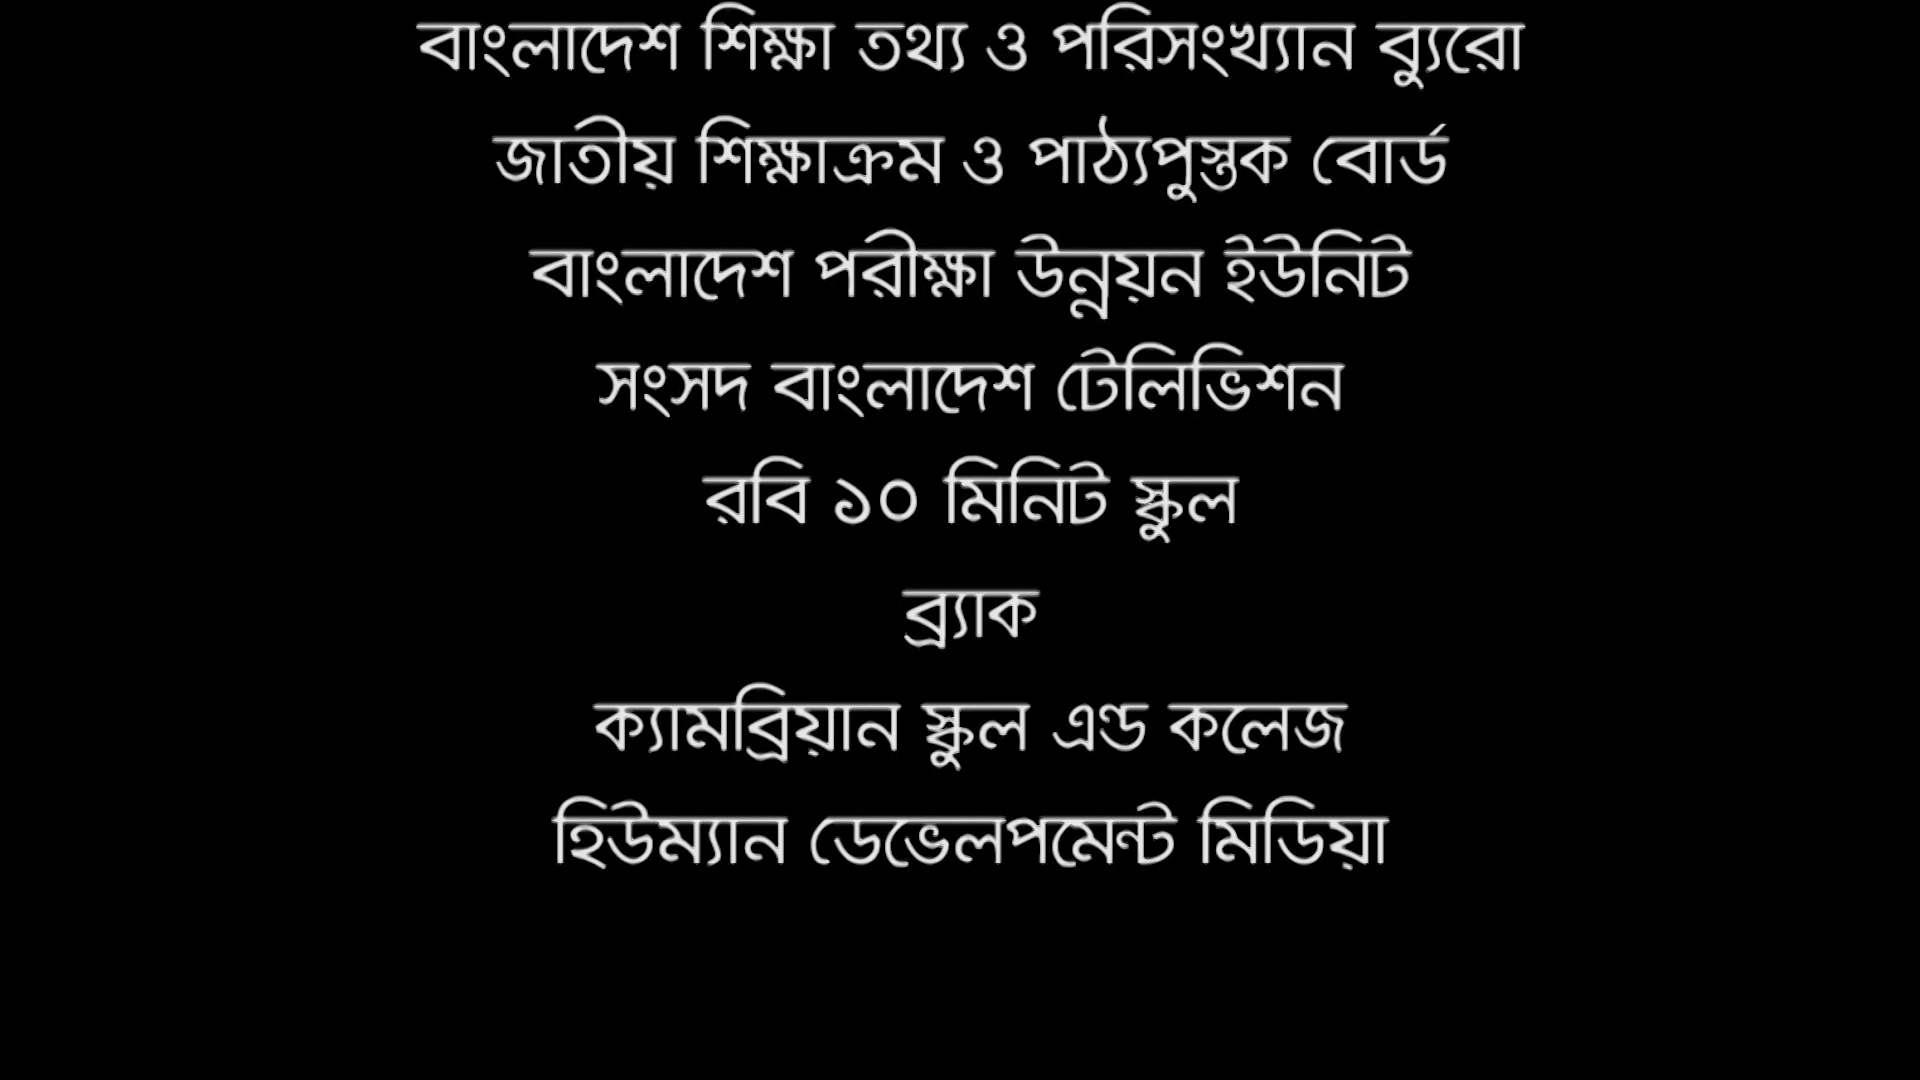 বাংলাদেশ শিক্ষা তথ্য ও পরিসংখ্যান ব্যুরো
জাতীয় শিক্ষাক্রম ও পাঠ্যপুস্তক বোর্ড
বাংলাদেশ পরীক্ষা উন্নয়ন ইউনিট
সংসদ বাংলাদেশ টেলিভিশন
রবি ১০ মিনিট স্কুল
ব্র্যাক
ক্যামব্রিয়ান স্কুল এণ্ড কলেজ
হিউম্যান ডেভেলপমেন্ট মিডিয়া